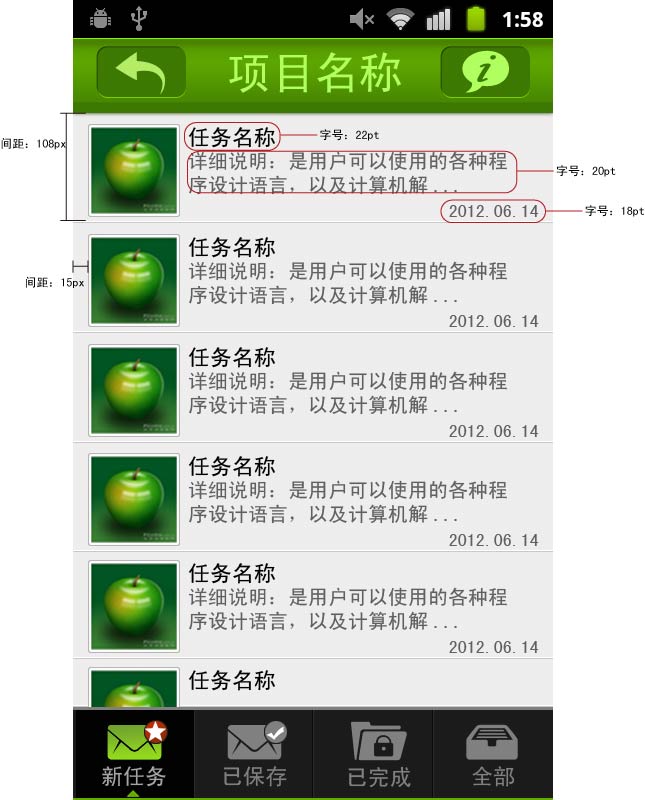 1:58
项目名称
间距：108px
任务名称
字号：22pt
详细说明：是用户可以使用的各种程
序设计语言，以及计算机解...
字号：20pt
2012.06.14
字号：18pt
间距：15px
任务名称
详细说明：是用户可以使用的各种程
序设计语言，以及计算机解...
2012.06.14
任务名称
详细说明：是用户可以使用的各种程
序设计语言，以及计算机解...
2012.06.14
任务名称
详细说明：是用户可以使用的各种程
序设计语言，以及计算机解...
2012.06.14
任务名称
详细说明：是用户可以使用的各种程
序设计语言，以及计算机解...
2012.06.14
任务名称
新任务
已保存
已完成
全部